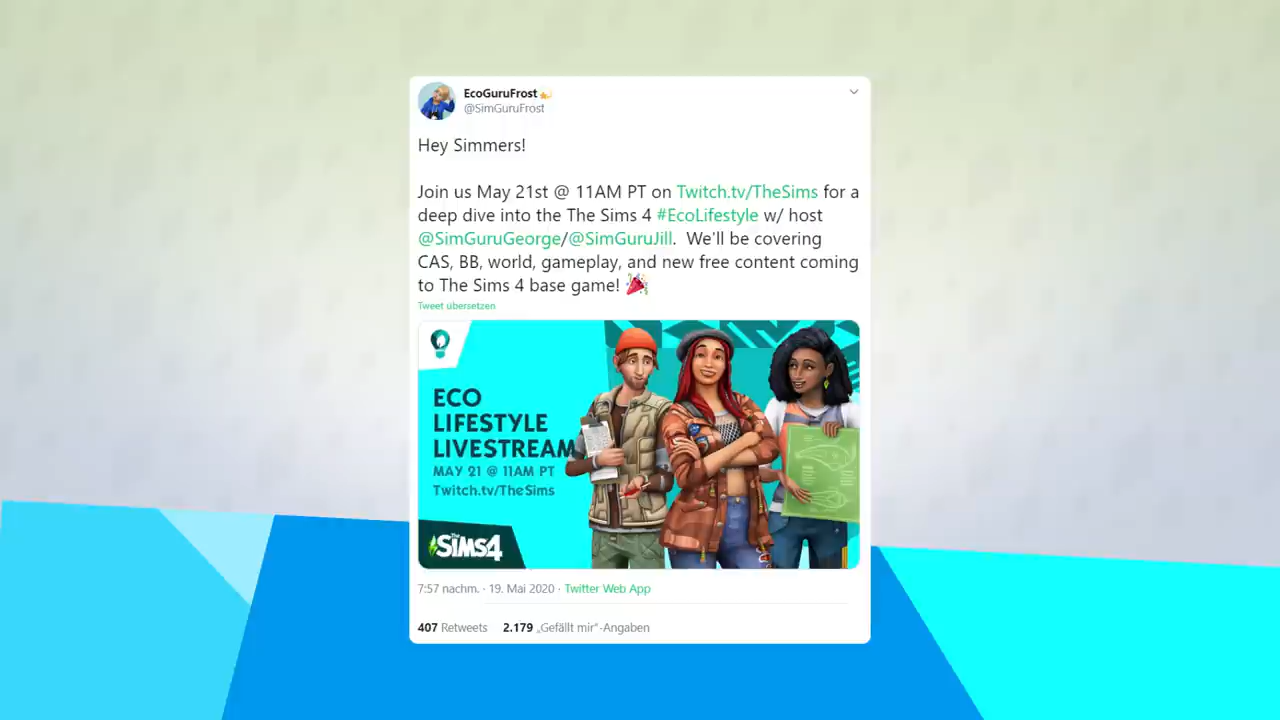 EcoGuruFrost
@SimGuruFrost
Hey Simmers!
Join us May 21st @ 11AM PT on Twitch.tv/TheSims for a
deep dive into the The Sims 4 #EcoLifestyle w/ host
@SimGuruGeorge/@SimGuruJill.  We'll be covering
CAS, BB, world, gameplay, and new free content coming
to The Sims 4 base game! 🎉
Tweet übersetzen
ECO
LIFESTYLE
LIVESTREAM
MAY 21 @ 11AM PT
Twitch.tv/TheSims
The SIMS4
7:57 nachm. · 19. Mai 2020 · Twitter Web App
407 Retweets 2.179 „Gefällt mir“-Angaben